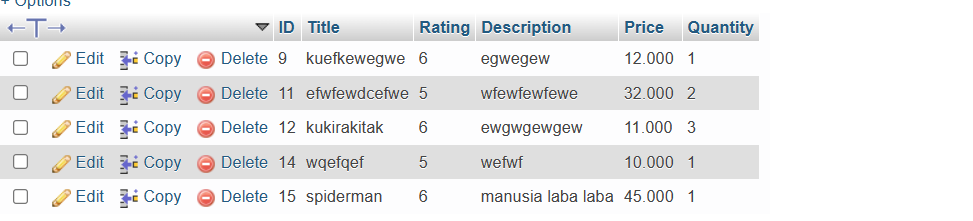 + Options
←T→ ID Title Rating Description Price Quantity
Edit Copy Delete 9 kuefkewegwe 6 egwegew 12.000 1
Edit Copy Delete 11 efwfewdcefwe 5 wfewfewfewe 32.000 2
Edit Copy Delete 12 kukirakitak 6 ewgwgewgew 11.000 3
Edit Copy Delete 14 wqefqef 5 wefwf 10.000 1
Edit Copy Delete 15 spiderman 6 manusia laba laba 45.000 1